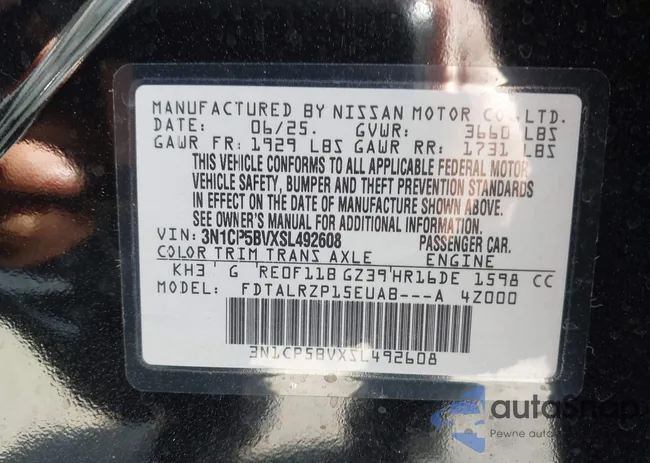 MANUFACTURED BY NISSAN MOTOR CO., LTD.
DATE: 06/25. GVWR: 3660 LBS
GAWR FR: 1929 LBS GAWR RR: 1731 LBS
THIS VEHICLE CONFORMS TO ALL APPLICABLE FEDERAL MOTOR
VEHICLE SAFETY, BUMPER AND THEFT PREVENTION STANDARDS
IN EFFECT ON THE DATE OF MANUFACTURE SHOWN ABOVE.
SEE OWNER'S MANUAL FOR ADDITIONAL INFORMATION.
VIN: 3N1CP5BVXSL492608 PASSENGER CAR.
COLOR TRIM TRANS AXLE ENGINE
KH3 G RE0F11B GZ39 HR16DE 1598 CC
MODEL: FDTALRZP15EUAB---A 4Z000
3N1CP5BVXSL492608
autoSnap
Pewne